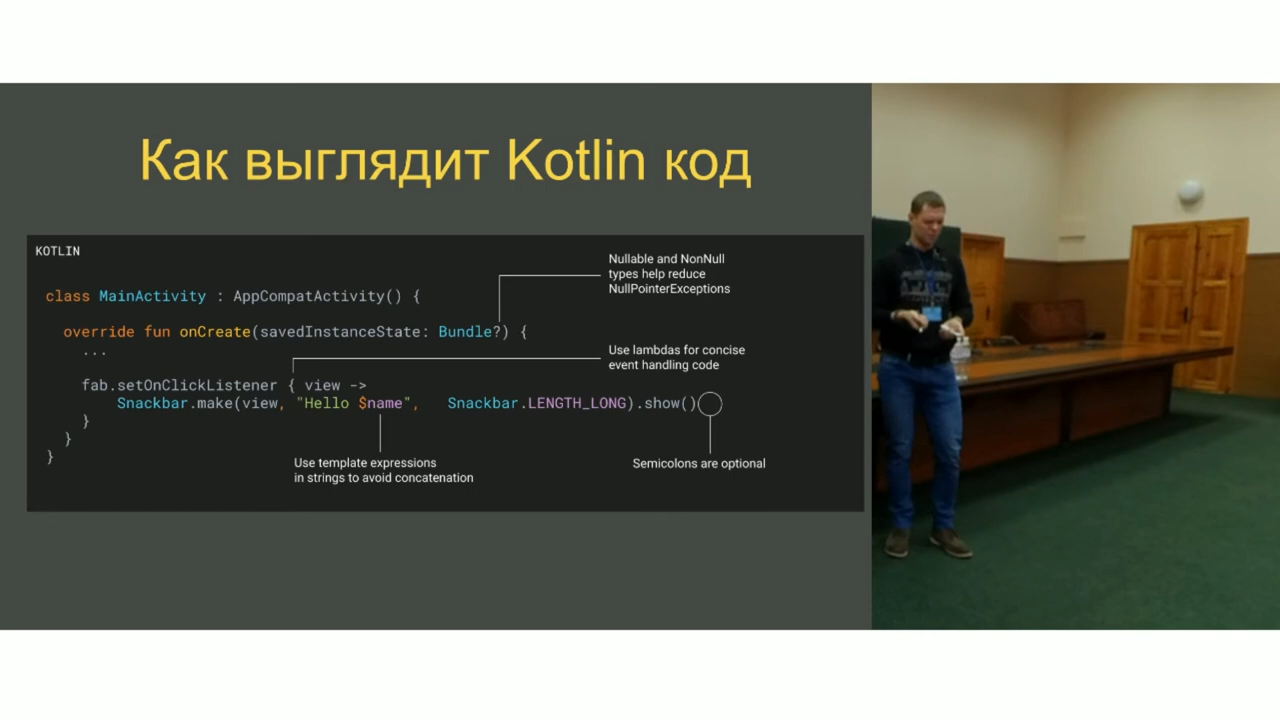 Как выглядит Kotlin код
KOTLIN
Nullable and NonNull
types help reduce
NullPointerExceptions
class MainActivity : AppCompatActivity() {
override fun onCreate(savedInstanceState: Bundle?) {
...
Use lambdas for concise
event handling code
fab.setOnClickListener { view ->
Snackbar.make(view, "Hello $name", Snackbar.LENGTH_LONG).show()
}
}
}
Use template expressions
in strings to avoid concatenation
Semicolons are optional